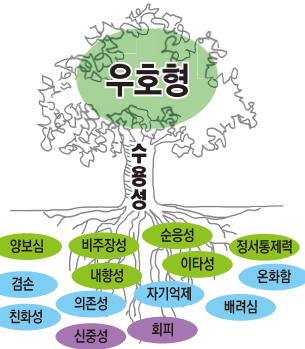 우호형
수용성
순응성
양보심 비주장성 정서통제력
이타성
내향성 온화함
겸손
자기억제
의존성 배려심
친화성
회피
신중성